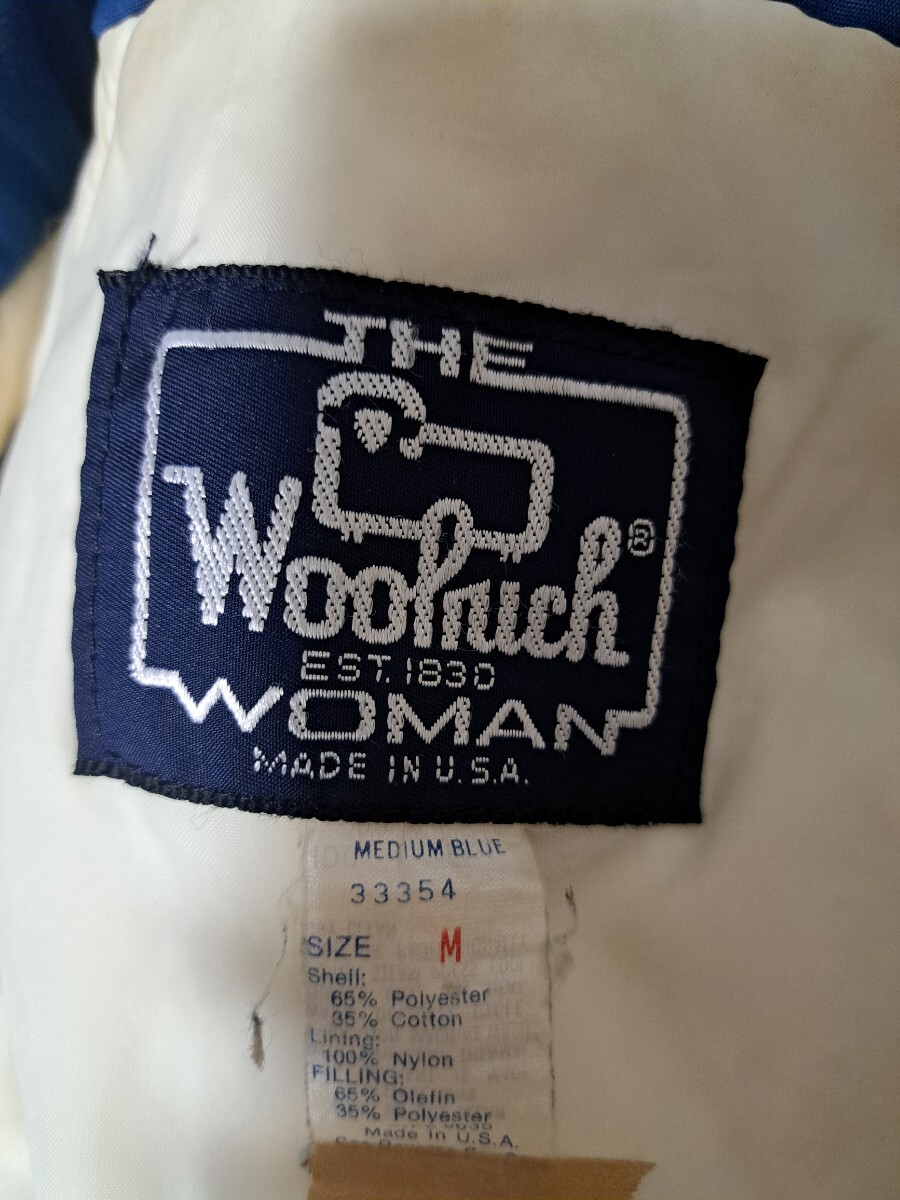 THE
Woolrich®
EST. 1830
WOMAN
MADE IN U.S.A.
MEDIUM BLUE
33354
SIZE M
Shell:
65% Polyester
35% Cotton
Lining:
100% Nylon
FILLING:
65% Olefin
35% Polyester
Made in U.S.A.